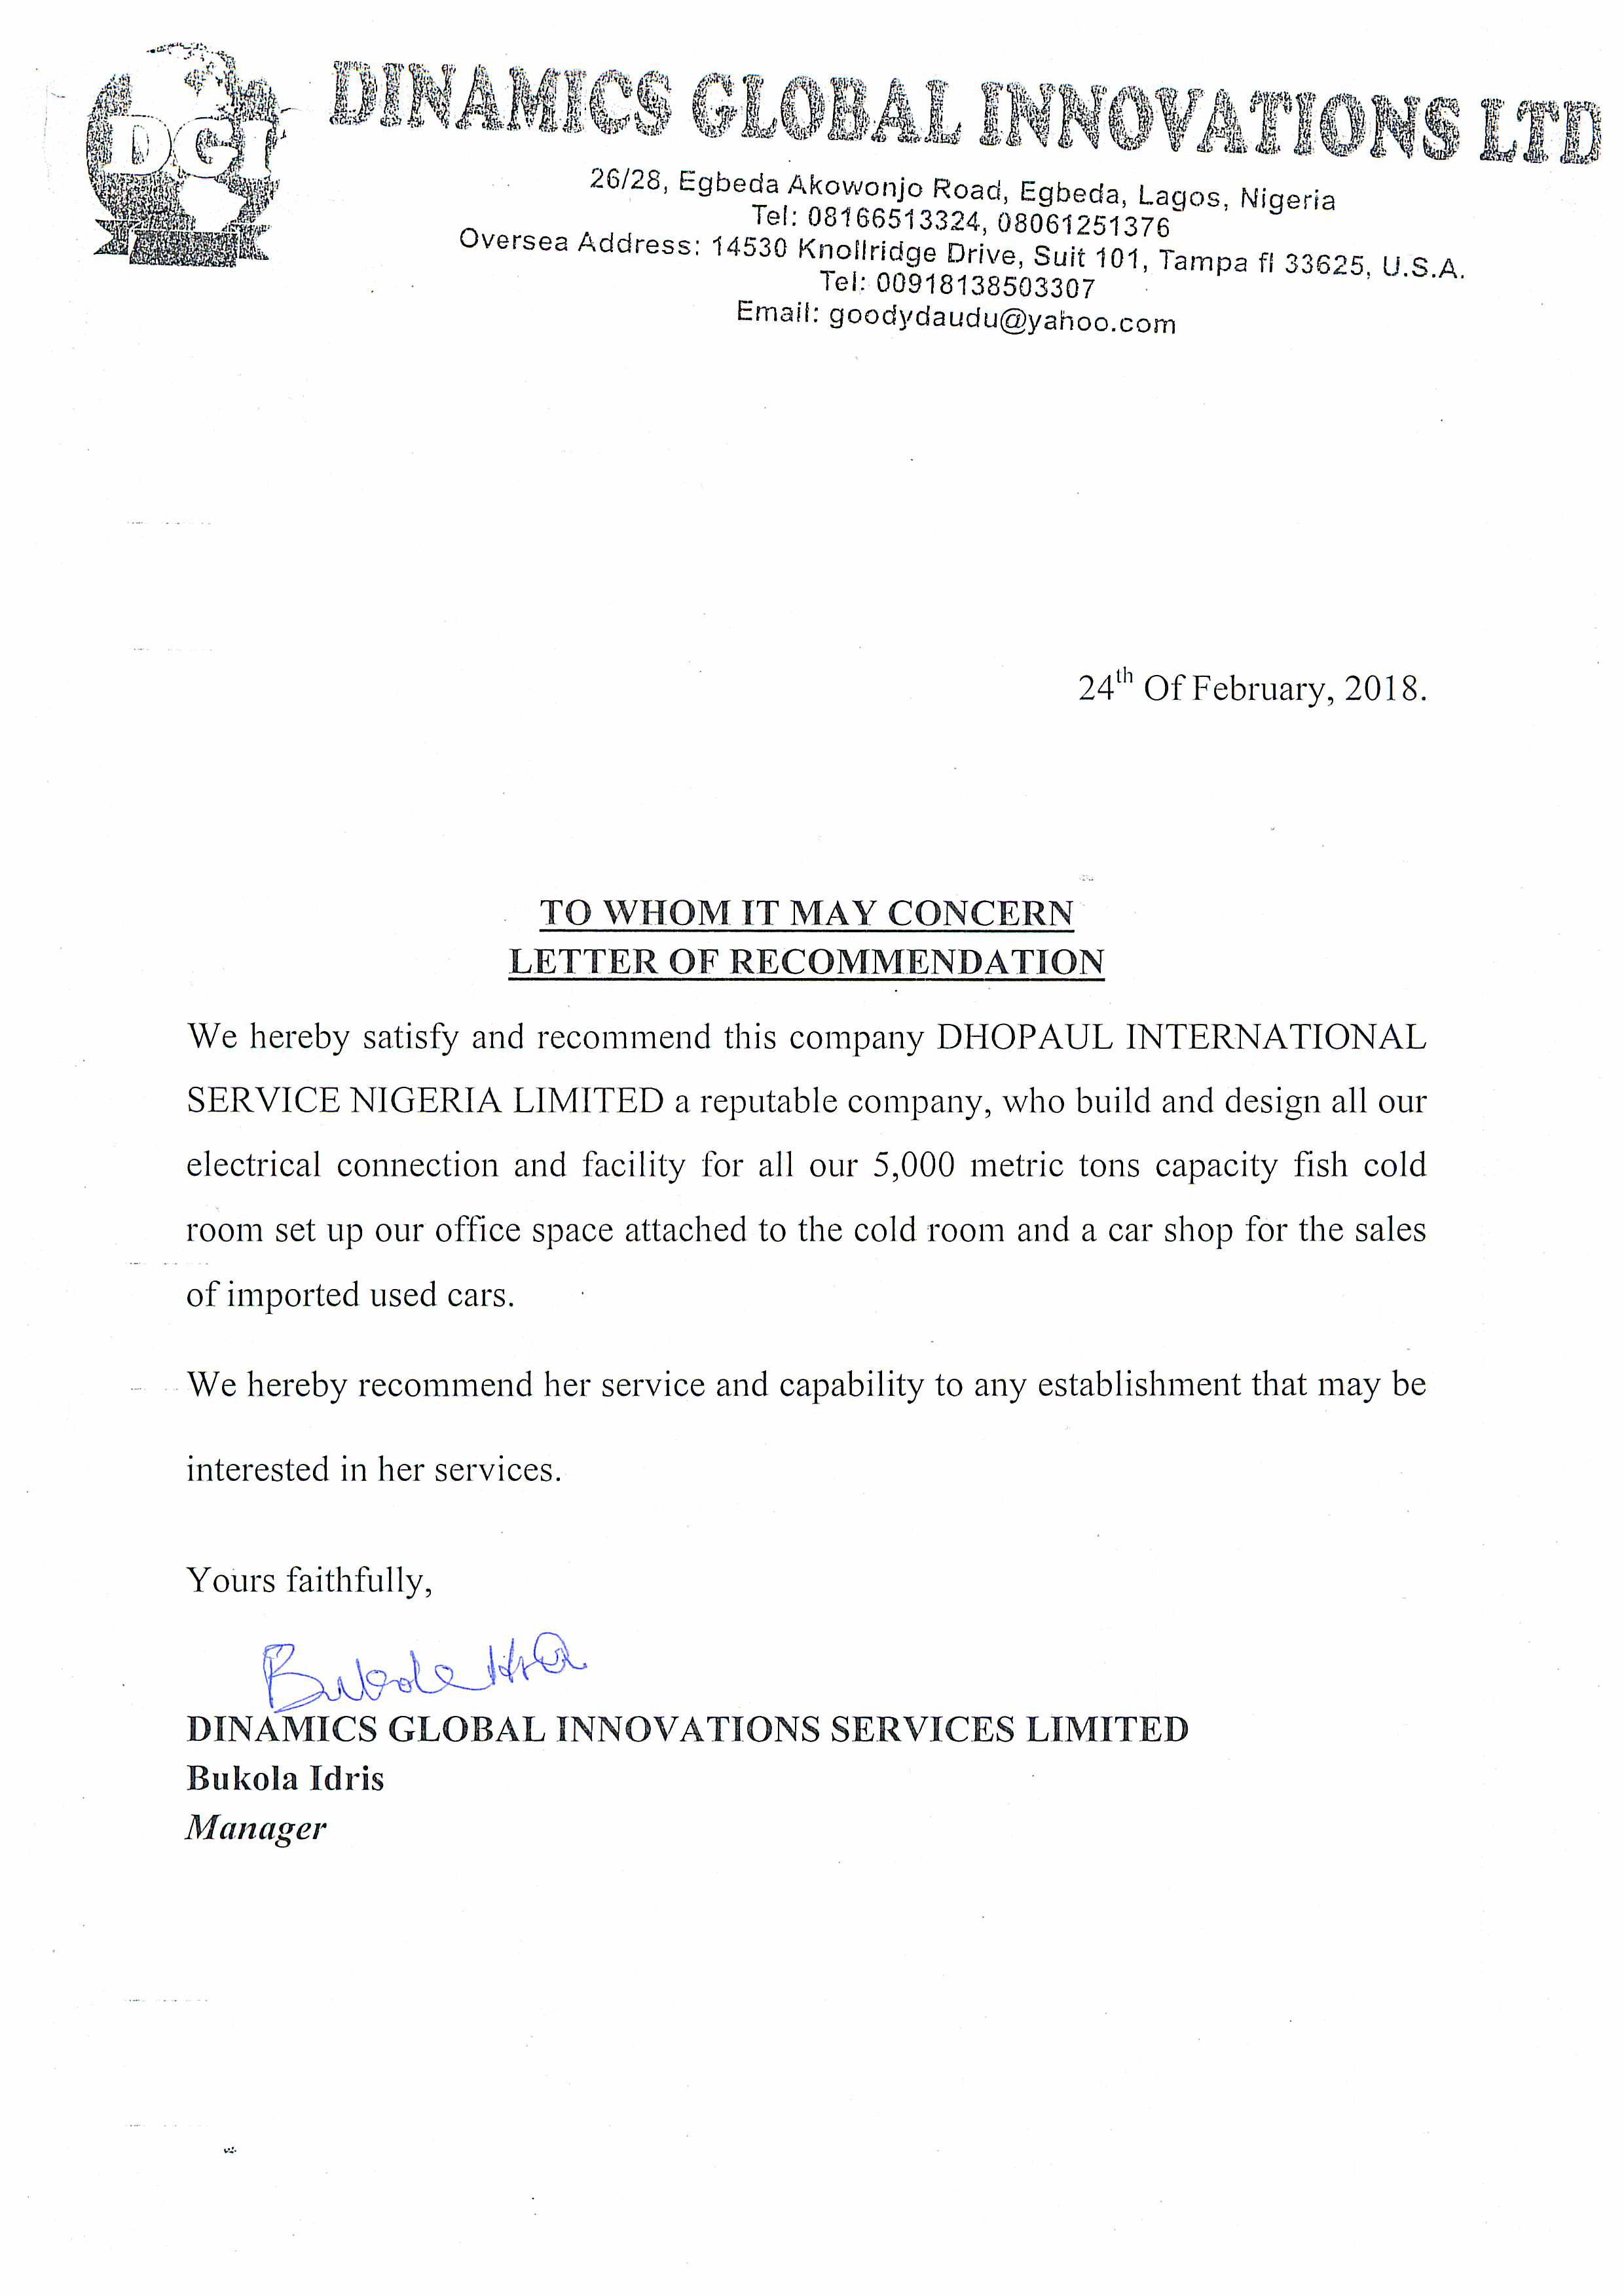 DGI
DINAMICS GLOBAL INNOVATIONS LTD
26/28, Egbeda Akowonjo Road, Egbeda, Lagos, Nigeria
Tel: 08166513324, 08061251376
Oversea Address: 14530 Knollridge Drive, Suit 101, Tampa fl 33625, U.S.A.
Tel: 00918138503307
Email: goodydaudu@yahoo.com
24th Of February, 2018.
TO WHOM IT MAY CONCERN
LETTER OF RECOMMENDATION
We hereby satisfy and recommend this company DHOPAUL INTERNATIONAL
SERVICE NIGERIA LIMITED a reputable company, who build and design all our
electrical connection and facility for all our 5,000 metric tons capacity fish cold
room set up our office space attached to the cold room and a car shop for the sales
of imported used cars.
We hereby recommend her service and capability to any establishment that may be
interested in her services.
Yours faithfully,
Bukola
DINAMICS GLOBAL INNOVATIONS SERVICES LIMITED
Bukola Idris
Manager